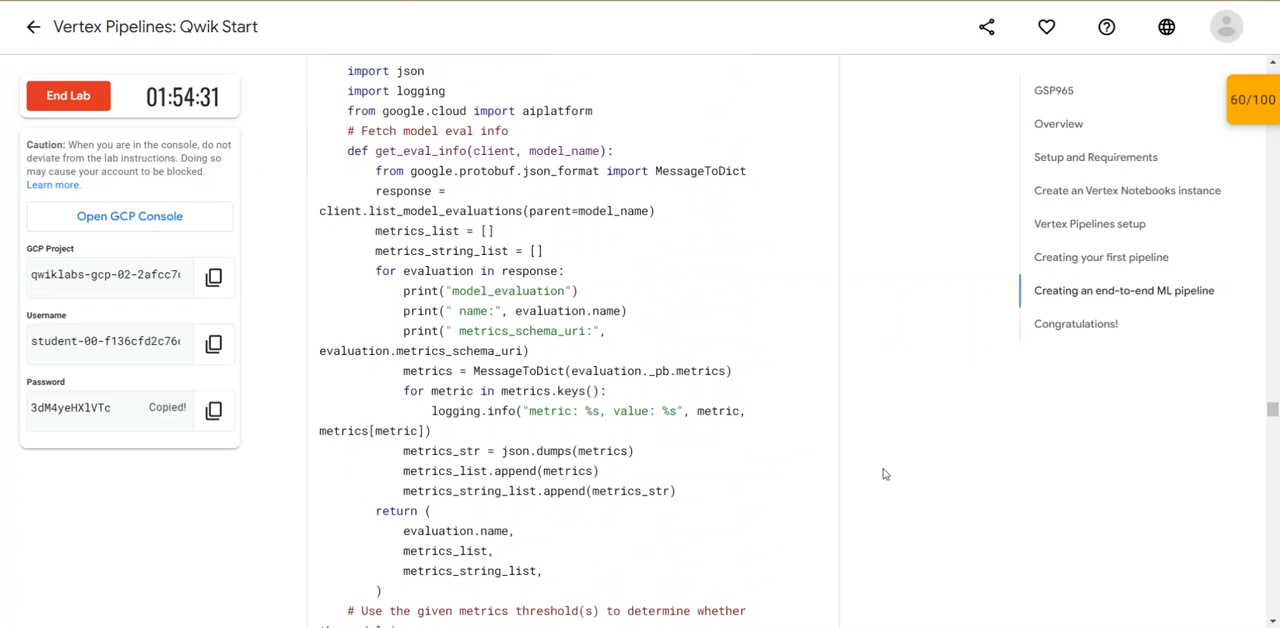 Vertex Pipelines: Qwik Start
End Lab
01:54:31
Caution: When you are in the console, do not
deviate from the lab instructions. Doing so
may cause your account to be blocked.
Learn more.
Open GCP Console
GCP Project
qwiklabs-gcp-02-2afcc7
Username
student-00-f136cfd2c76
Password
3dM4yeHXlVTc
Copied!
import json
import logging
from google.cloud import aiplatform
# Fetch model eval info
def get_eval_info(client, model_name):
from google.protobuf.json_format import MessageToDict
response =
client.list_model_evaluations(parent=model_name)
metrics_list = []
metrics_string_list = []
for evaluation in response:
print("model_evaluation")
print(" name:", evaluation.name)
print(" metrics_schema_uri:",
evaluation.metrics_schema_uri)
metrics = MessageToDict(evaluation._pb.metrics)
for metric in metrics.keys():
logging.info("metric: %s, value: %s", metric,
metrics[metric])
metrics_str = json.dumps(metrics)
metrics_list.append(metrics)
metrics_string_list.append(metrics_str)
return (
evaluation.name,
metrics_list,
metrics_string_list,
)
# Use the given metrics threshold(s) to determine whether
GSP965
Overview
Setup and Requirements
Create an Vertex Notebooks instance
Vertex Pipelines setup
Creating your first pipeline
Creating an end-to-end ML pipeline
Congratulations!
60/100